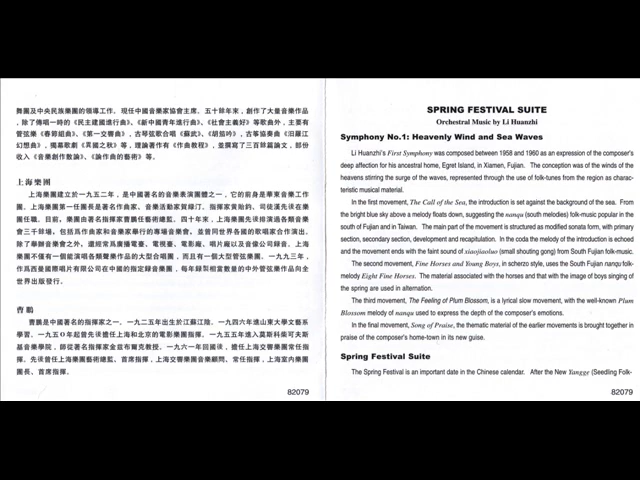 舞團及中央民族樂團的領導工作。現任中國音樂家協會主席。五十餘年來，創作了大量音樂作品
，除了傳唱一時的《民主建國進行曲》、《新中國青年進行曲》、《社會主義好》等歌曲外，主要有
管弦樂《春節組曲》、《第一交響曲》，古琴弦歌合唱《蘇武》、《胡笳吟》，古箏協奏曲《汨羅江
幻想曲》，獨幕歌劇《異國之秋》等，理論著作有《作曲教程》，並撰寫了三百餘篇論文，部份
收入《音樂創作散論》、《論作曲的藝術》等。
上海樂團
上海樂團建立於一九五二年，是中國著名的音樂表演團體之一，它的前身是華東音樂工作
團。上海樂團第一任團長是著名作曲家、音樂活動家賀綠汀。指揮家黃貽鈞、司徒漢先後在樂
團任職。目前，樂團由著名指揮家曹鵬任藝術總監。四十年來，上海樂團先後排演過各類音樂
會三千餘場，包括爲作曲家和音樂家舉行的專場音樂會。並曾同世界各國的歌唱家合作演出。
除了舉辦音樂會之外，還經常爲廣播電臺、電視臺、電影廠、唱片廠以及音像公司錄音。上海
樂團不僅有一個能演唱各類聲樂作品的大型合唱團，而且有一個大型管弦樂團。一九九三年，
作爲西曼國際唱片有限公司在中國的指定錄音樂團，每年錄製相當數量的中外管弦樂作品向全
世界出版發行。
曹鵬
曹鵬是中國著名的指揮家之一。一九二五年出生於江蘇江陰。一九四六年進山東大學文藝系
學習。一九五〇年起曾先後擔任上海和北京的電影樂團指揮。一九五五年進入莫斯科柴可夫斯
基音樂學院，師從著名指揮家金茲布爾克教授。一九六一年回國後，擔任上海交響樂團常任指
揮。先後曾任上海樂團藝術總監、首席指揮，上海交響樂團音樂顧問、常任指揮，上海室內樂團
團長、首席指揮。
82079
SPRING FESTIVAL SUITE
Orchestral Music by Li Huanzhi
Symphony No.1: Heavenly Wind and Sea Waves
Li Huanzhi's First Symphony was composed between 1958 and 1960 as an expression of the composer's
deep affection for his ancestral home, Egret Island, in Xiamen, Fujian. The conception was of the winds of the
heavens stirring the surge of the waves, represented through the use of folk-tunes from the region as charac-
teristic musical material.
In the first movement, The Call of the Sea, the introduction is set against the background of the sea. From
the bright blue sky above a melody floats down, suggesting the nanqu (south melodies) folk-music popular in the
south of Fujian and in Taiwan. The main part of the movement is structured as modified sonata form, with primary
section, secondary section, development and recapitulation. In the coda the melody of the introduction is echoed
and the movement ends with the faint sound of xiaojiaoluo (small shouting gong) from South Fujian folk-music.
The second movement, Fine Horses and Young Boys, in scherzo style, uses the South Fujian nanqu folk-
melody Eight Fine Horses. The material associated with the horses and that with the image of boys singing of
the spring are used in alternation.
The third movement, The Feeling of Plum Blossom, is a lyrical slow movement, with the well-known Plum
Blossom melody of nanqu used to express the depth of the composer's emotions.
In the final movement, Song of Praise, the thematic material of the earlier movements is brought together in
praise of the composer's home-town in its new guise.
Spring Festival Suite
The Spring Festival is an important date in the Chinese calendar. After the New Yangge (Seedling Folk-
82079